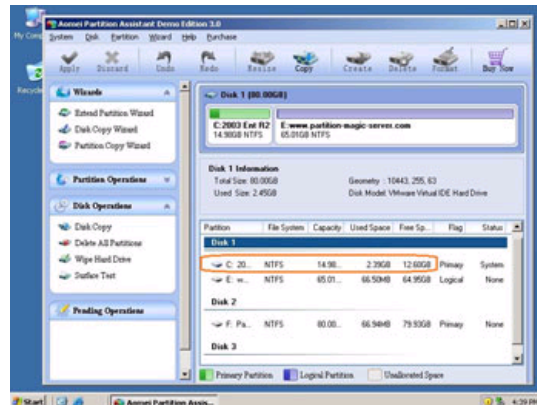 Aomei Partition Assistant Demo Edition 3.0
My Comp
System Disk Partition Wizard Help Purchase
Apply Discard Undo Redo Resize Copy Create Delete Format Buy Now
Recycle
Wizards
Extend Partition Wizard
Disk Copy Wizard
Partition Copy Wizard
Partition Operations
Disk Operations
Disk Copy
Delete All Partitions
Wipe Hard Drive
Surface Test
Pending Operations
Disk 1 (80.00GB)
C:2003 Ent R2
14.98GB NTFS
E:www.partition-magic-server.com
65.01GB NTFS
Disk 1 Information
Total Size: 80.00GB Geometry : 10443, 255, 63
Used Size: 2.45GB Disk Model: VMware Virtual IDE Hard Drive
Partition File System Capacity Used Space Free Sp... Flag Status
Disk 1
C: 20... NTFS 14.98... 2.39GB 12.60GB Primary System
E: w... NTFS 65.01... 66.50MB 64.95GB Logical None
Disk 2
F: Pa... NTFS 80.00... 66.94MB 79.93GB Primary None
Disk 3
Primary Partition Logical Partition Unallocated Space
Start Aomei Partition Assis... 4:39 PM